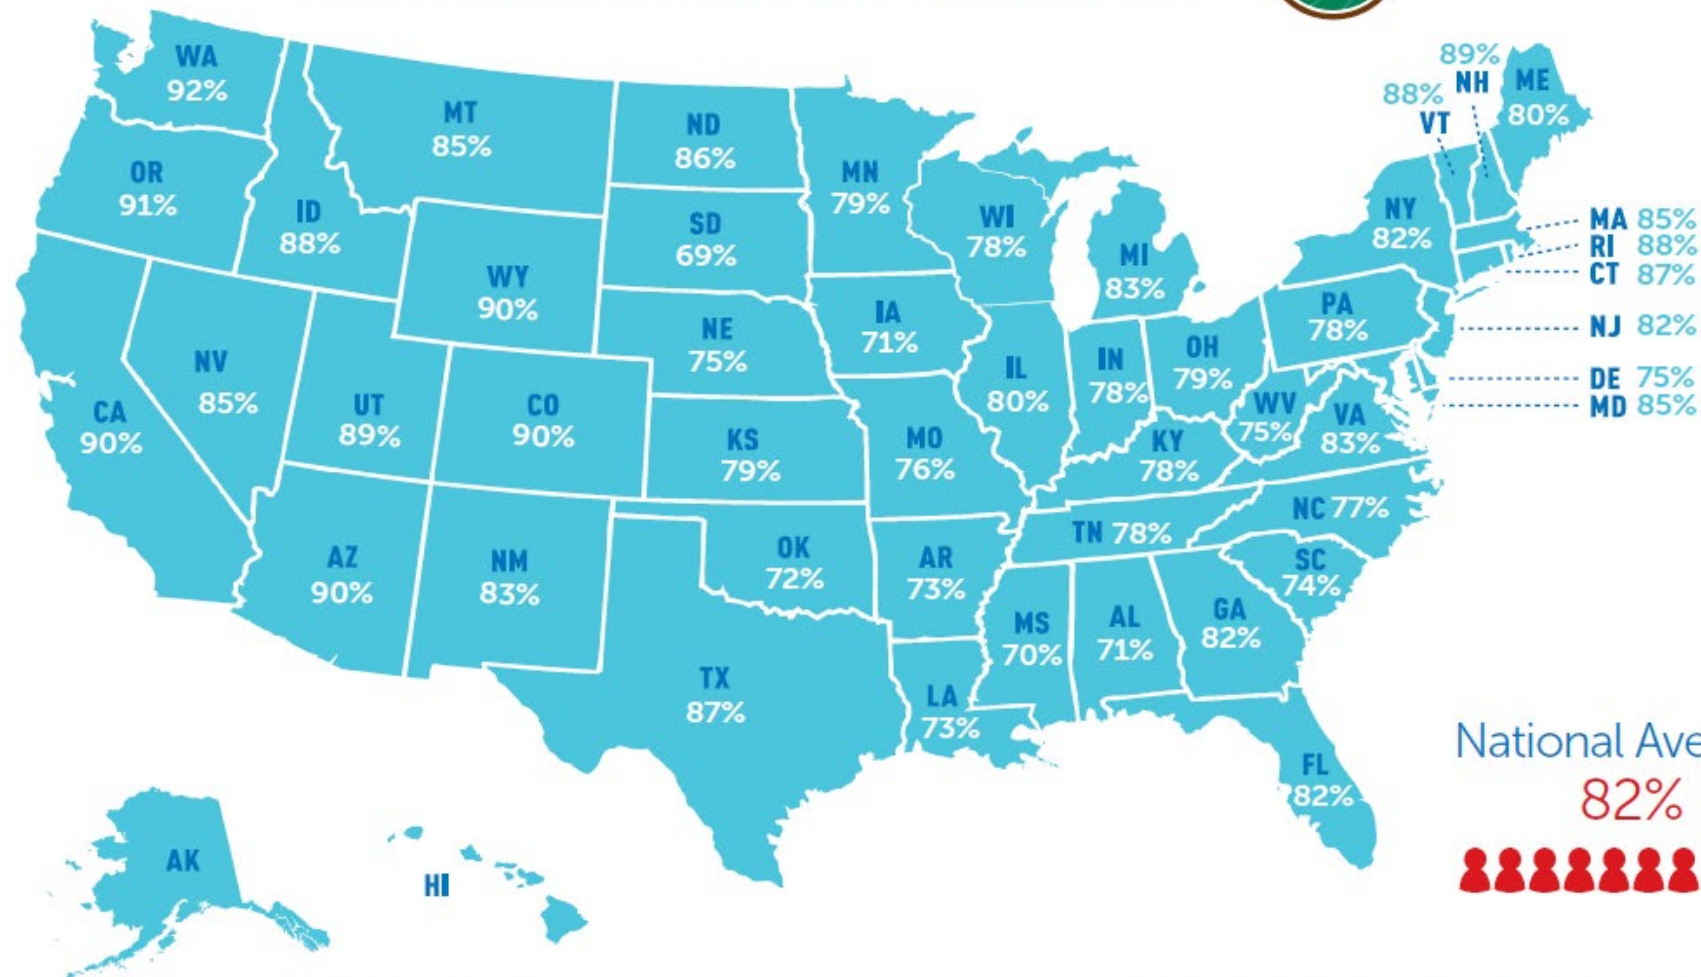 WA
92%
OR
91%
CA
90%
ID
88%
NV
85%
MT
85%
WY
90%
UT
89%
CO
90%
AZ
90%
NM
83%
ND
86%
SD
69%
NE
75%
KS
79%
OK
72%
TX
87%
MN
79%
IA
71%
MO
76%
AR
73%
LA
73%
WI
78%
IL
80%
MI
83%
IN
78%
OH
79%
KY
78%
TN 78%
MS
70%
AL
71%
GA
82%
FL
82%
SC
74%
NC 77%
VA
83%
WV
75%
PA
78%
NY
82%
88%
VT
89%
NH
ME
80%
MA 85%
RI 88%
CT 87%
NJ 82%
DE 75%
MD 85%
AK
HI
National Ave
82%